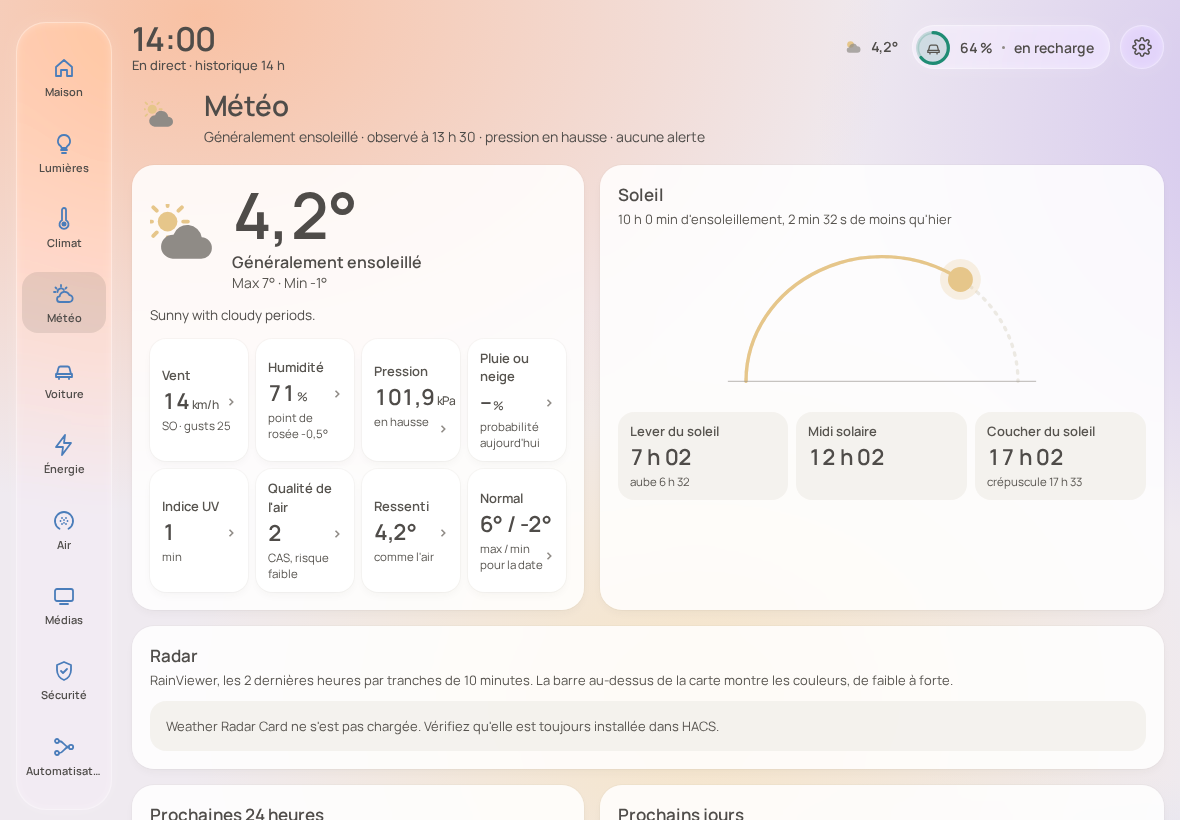 14:00
En direct · historique 14 h
4,2°
64 % • en recharge
Maison
Lumières
Climat
Météo
Voiture
Énergie
Air
Médias
Sécurité
Automatisat…
Météo
Généralement ensoleillé · observé à 13 h 30 · pression en hausse · aucune alerte
4,2°
Généralement ensoleillé
Max 7° · Min -1°
Sunny with cloudy periods.
Vent
14 km/h
SO · gusts 25
Humidité
71 %
point de
rosée -0,5°
Pression
101,9 kPa
en hausse
Pluie ou
neige
– %
probabilité
aujourd'hui
Indice UV
1
min
Qualité de
l'air
2
CAS, risque
faible
Ressenti
4,2°
comme l'air
Normal
6° / -2°
max / min
pour la date
Soleil
10 h 0 min d'ensoleillement, 2 min 32 s de moins qu'hier
Lever du soleil
7 h 02
aube 6 h 32
Midi solaire
12 h 02
Coucher du soleil
17 h 02
crépuscule 17 h 33
Radar
RainViewer, les 2 dernières heures par tranches de 10 minutes. La barre au-dessus de la carte montre les couleurs, de faible à forte.
Weather Radar Card ne s'est pas chargée. Vérifiez qu'elle est toujours installée dans HACS.
Prochaines 24 heures
Prochains jours